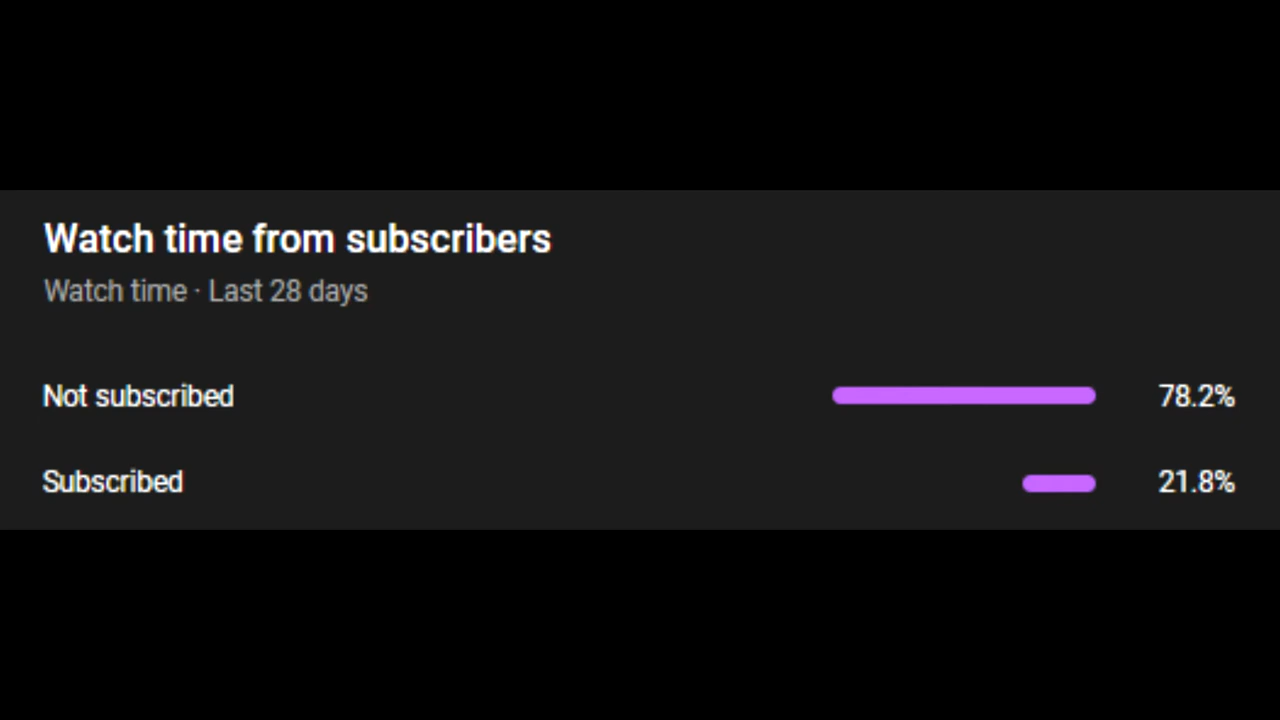 Watch time from subscribers
Watch time · Last 28 days
Not subscribed 78.2%
Subscribed 21.8%